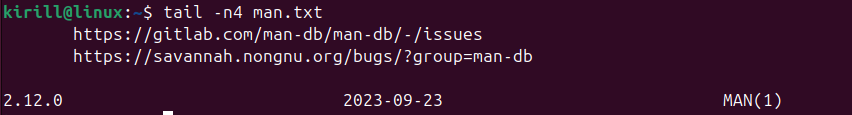 kirill@linux:~$ tail -n4 man.txt
https://gitlab.com/man-db/man-db/-/issues
https://savannah.nongnu.org/bugs/?group=man-db
2.12.0 2023-09-23 MAN(1)